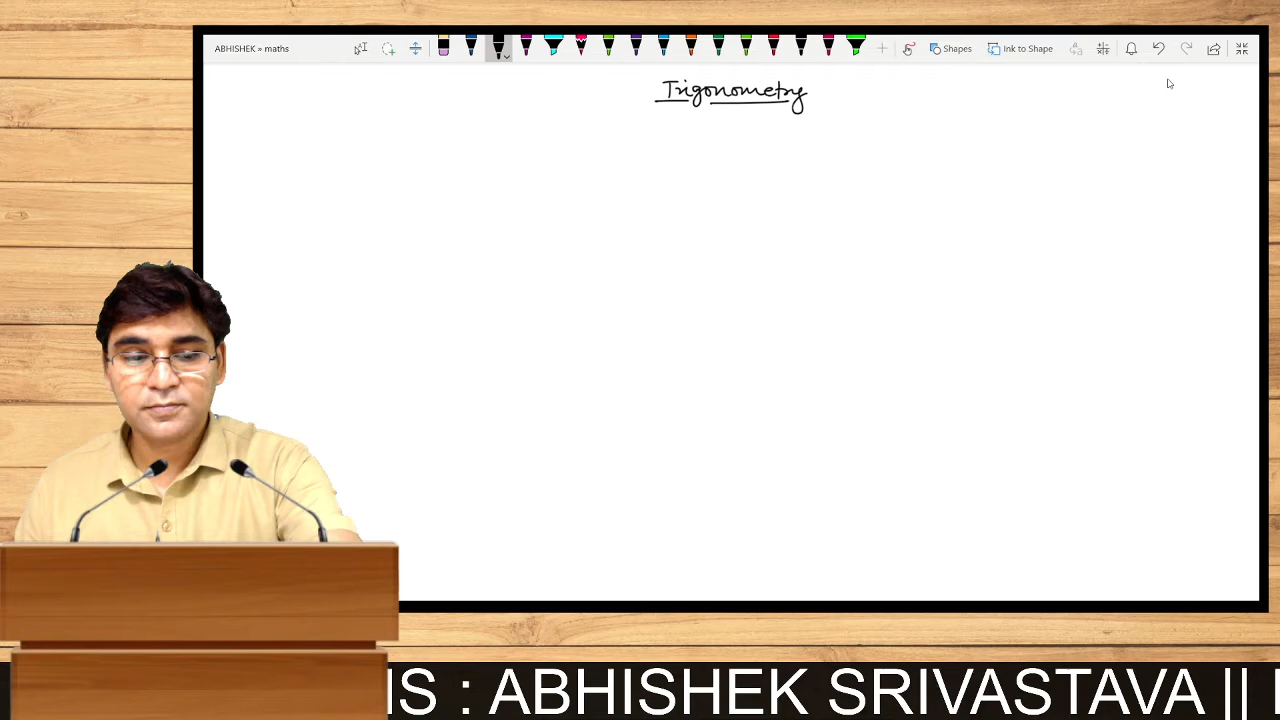 ABHISHEK » maths
Shapes
Ink to Shape
Trigonometry
IS : ABHISHEK SRIVASTAVA ||